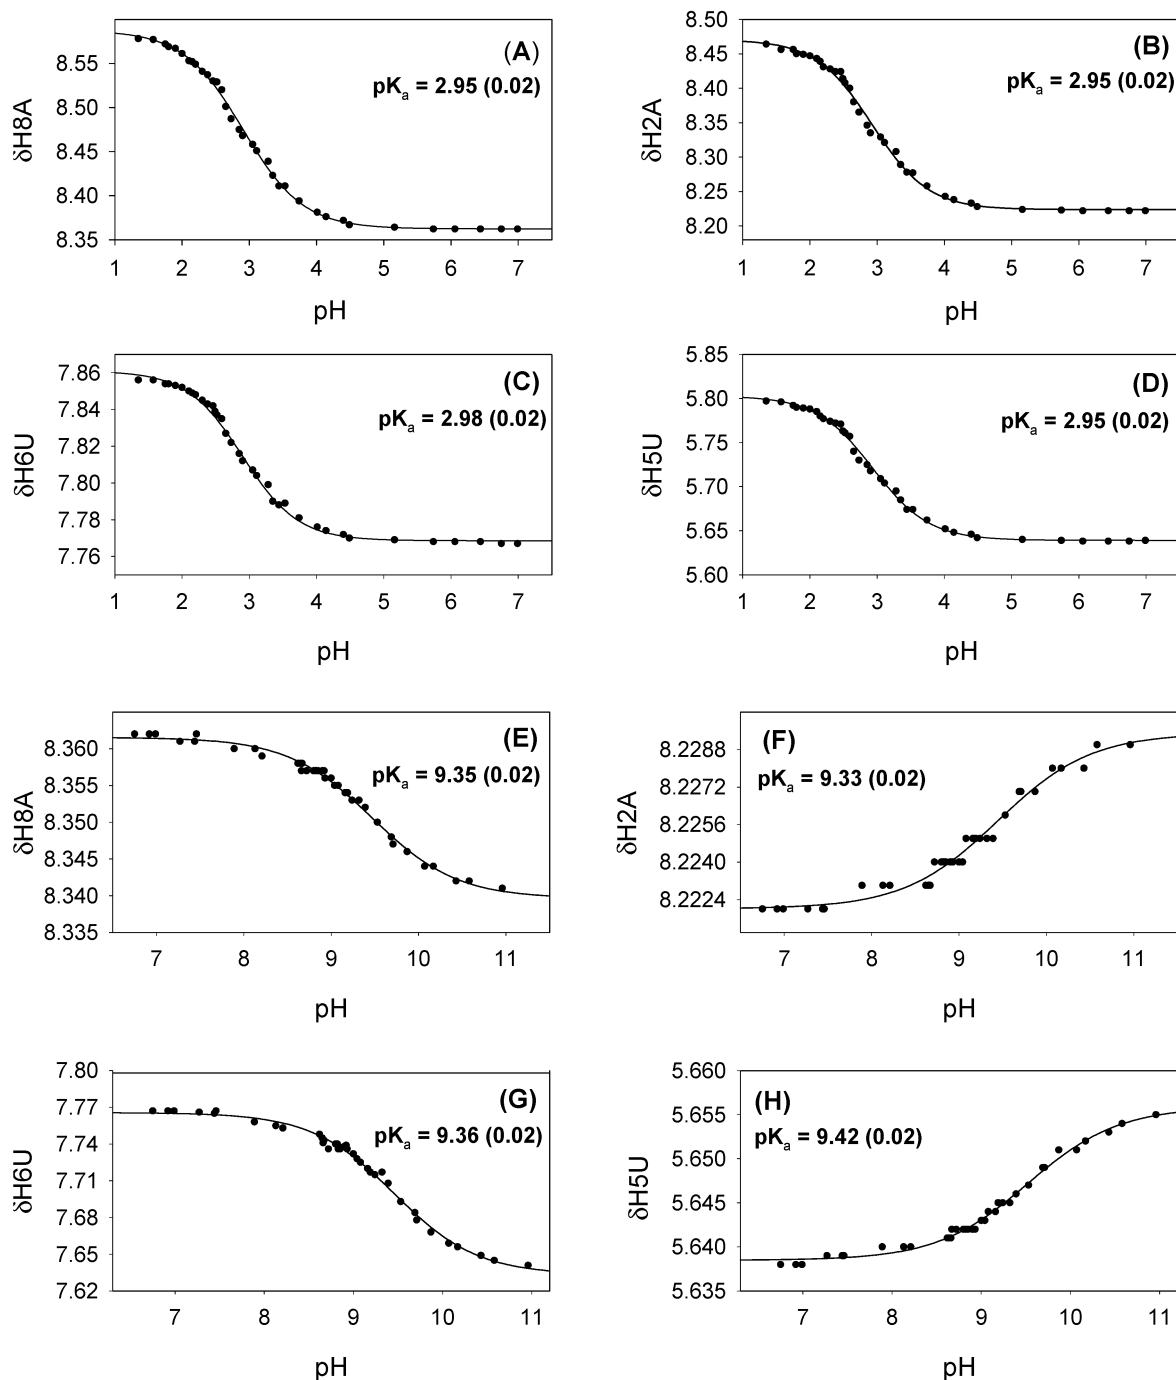 (A)
pKa = 2.95 (0.02)
δH8A
8.55
8.50
8.45
8.40
8.35
1 2 3 4 5 6 7
pH
(B)
pKa = 2.95 (0.02)
δH2A
8.50
8.45
8.40
8.35
8.30
8.25
8.20
1 2 3 4 5 6 7
pH
(C)
pKa = 2.98 (0.02)
δH6U
7.86
7.84
7.82
7.80
7.78
7.76
1 2 3 4 5 6 7
pH
(D)
pKa = 2.95 (0.02)
δH5U
5.85
5.80
5.75
5.70
5.65
5.60
1 2 3 4 5 6 7
pH
(E)
pKa = 9.35 (0.02)
δH8A
8.360
8.355
8.350
8.345
8.340
8.335
7 8 9 10 11
pH
(F)
pKa = 9.33 (0.02)
δH2A
8.2288
8.2272
8.2256
8.2240
8.2224
7 8 9 10 11
pH
(G)
pKa = 9.36 (0.02)
δH6U
7.80
7.77
7.74
7.71
7.68
7.65
7.62
7 8 9 10 11
pH
(H)
pKa = 9.42 (0.02)
δH5U
5.660
5.655
5.650
5.645
5.640
5.635
7 8 9 10 11
pH